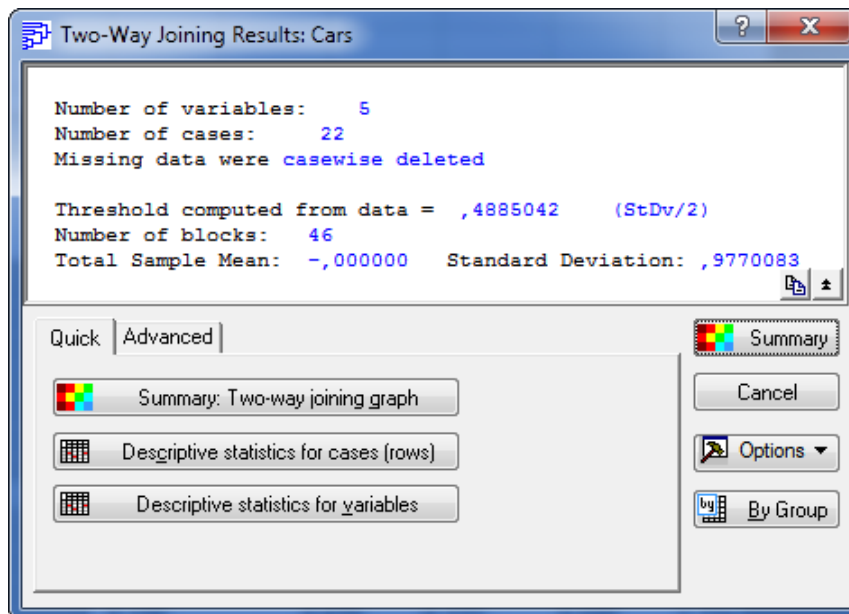 Two-Way Joining Results: Cars
Number of variables: 5
Number of cases: 22
Missing data were casewise deleted
Threshold computed from data = ,4885042 (StDv/2)
Number of blocks: 46
Total Sample Mean: -,000000 Standard Deviation: ,9770083
Quick Advanced
Summary
Summary: Two-way joining graph
Cancel
Descriptive statistics for cases (rows)
Options
Descriptive statistics for variables
By Group